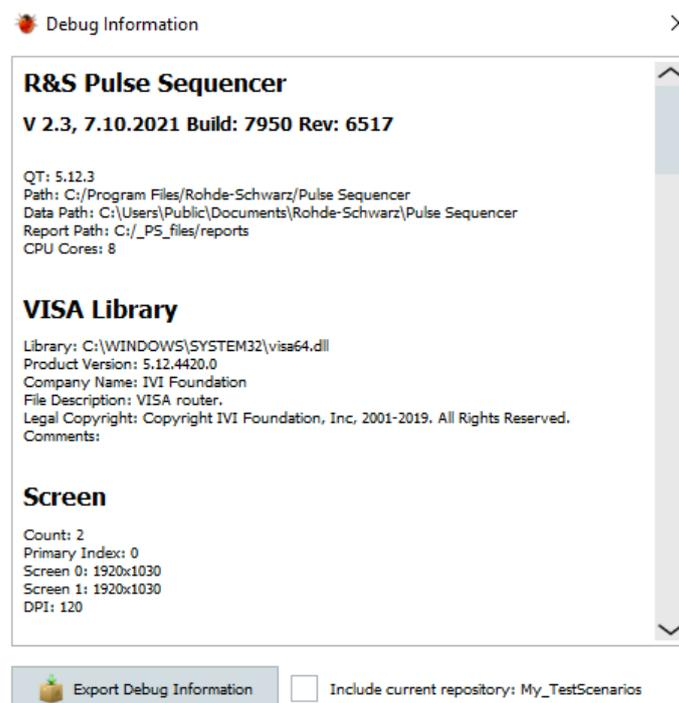 Debug Information
R&S Pulse Sequencer
V 2.3, 7.10.2021 Build: 7950 Rev: 6517
QT: 5.12.3
Path: C:/Program Files/Rohde-Schwarz/Pulse Sequencer
Data Path: C:\Users\Public\Documents\Rohde-Schwarz\Pulse Sequencer
Report Path: C:/_PS_files/reports
CPU Cores: 8
VISA Library
Library: C:\WINDOWS\SYSTEM32\visa64.dll
Product Version: 5.12.4420.0
Company Name: IVI Foundation
File Description: VISA router.
Legal Copyright: Copyright IVI Foundation, Inc, 2001-2019. All Rights Reserved.
Comments:
Screen
Count: 2
Primary Index: 0
Screen 0: 1920x1030
Screen 1: 1920x1030
DPI: 120
Export Debug Information
Include current repository: My_TestScenarios